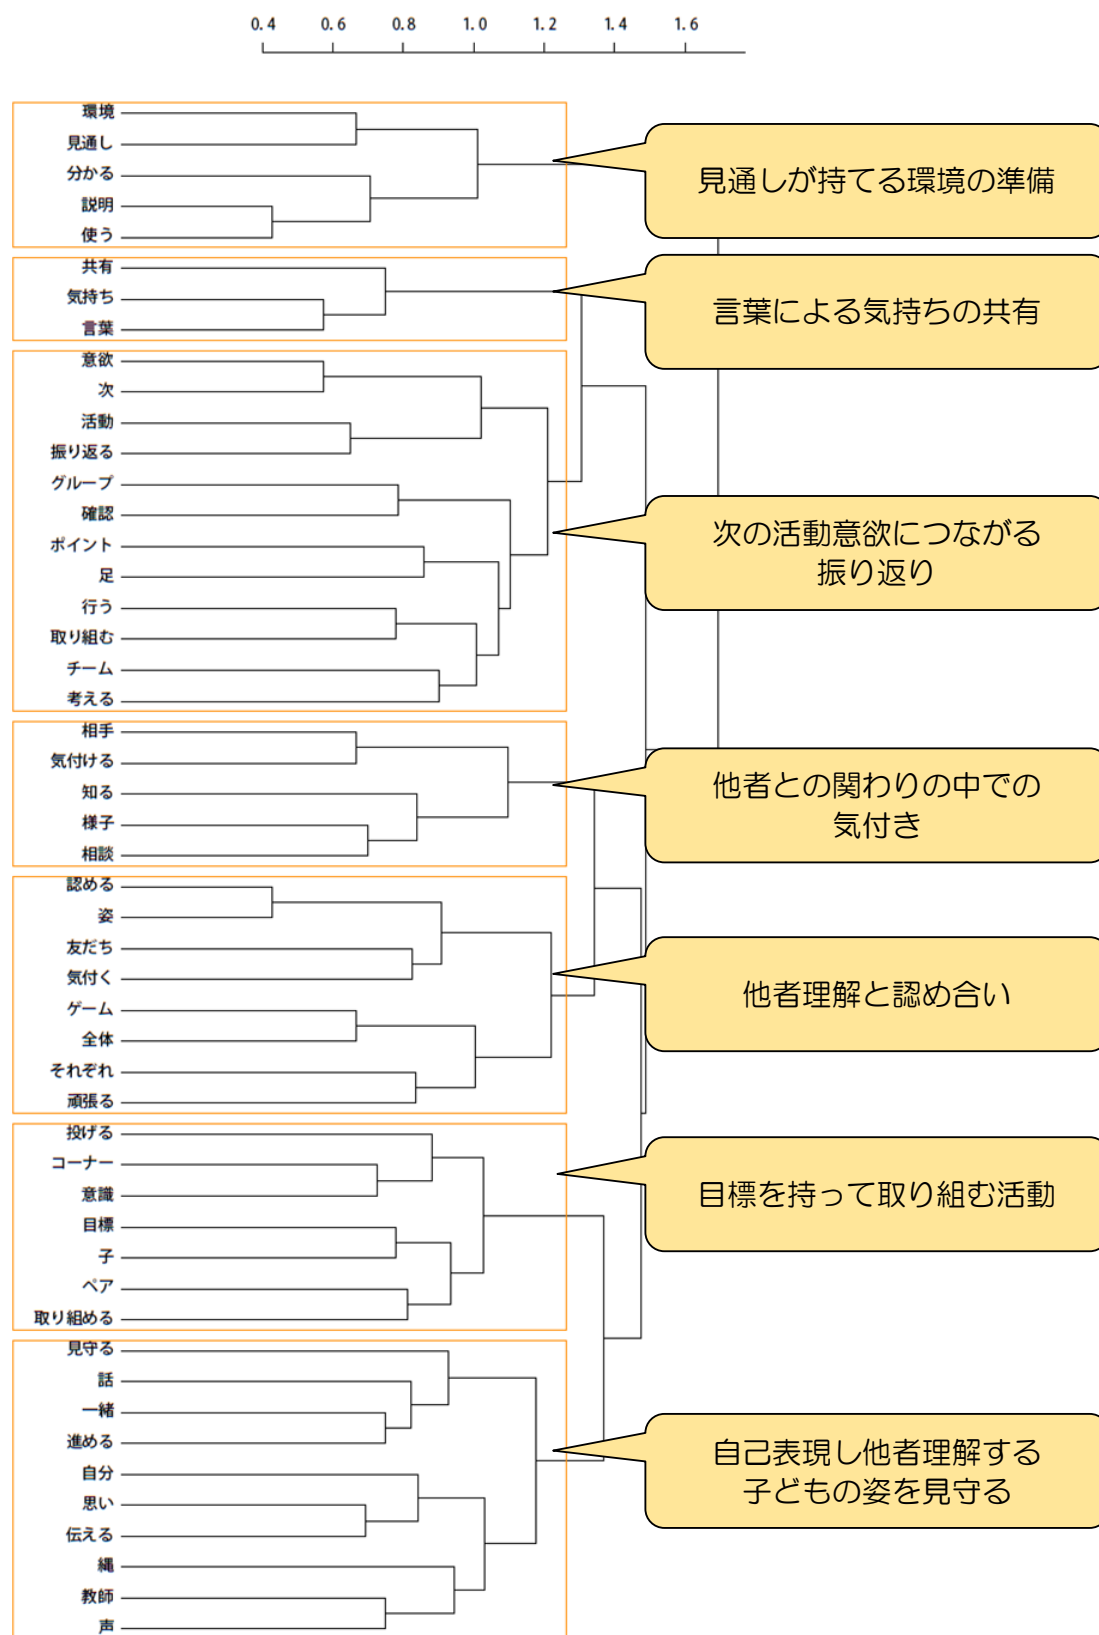 0.4 0.6 0.8 1.0 1.2 1.4 1.6
環境
見通し
分かる
説明
使う
見通しが持てる環境の準備
共有
気持ち
言葉
言葉による気持ちの共有
意欲
次
活動
振り返る
グループ
確認
ポイント
足
行う
取り組む
チーム
考える
次の活動意欲につながる
振り返り
相手
気付ける
知る
様子
相談
他者との関わりの中での
気付き
認める
姿
友だち
気付く
ゲーム
全体
それぞれ
頑張る
他者理解と認め合い
投げる
コーナー
意識
目標
子
ペア
取り組める
目標を持って取り組む活動
見守る
話
一緒
進める
自分
思い
伝える
縄
教師
声
自己表現し他者理解する
子どもの姿を見守る